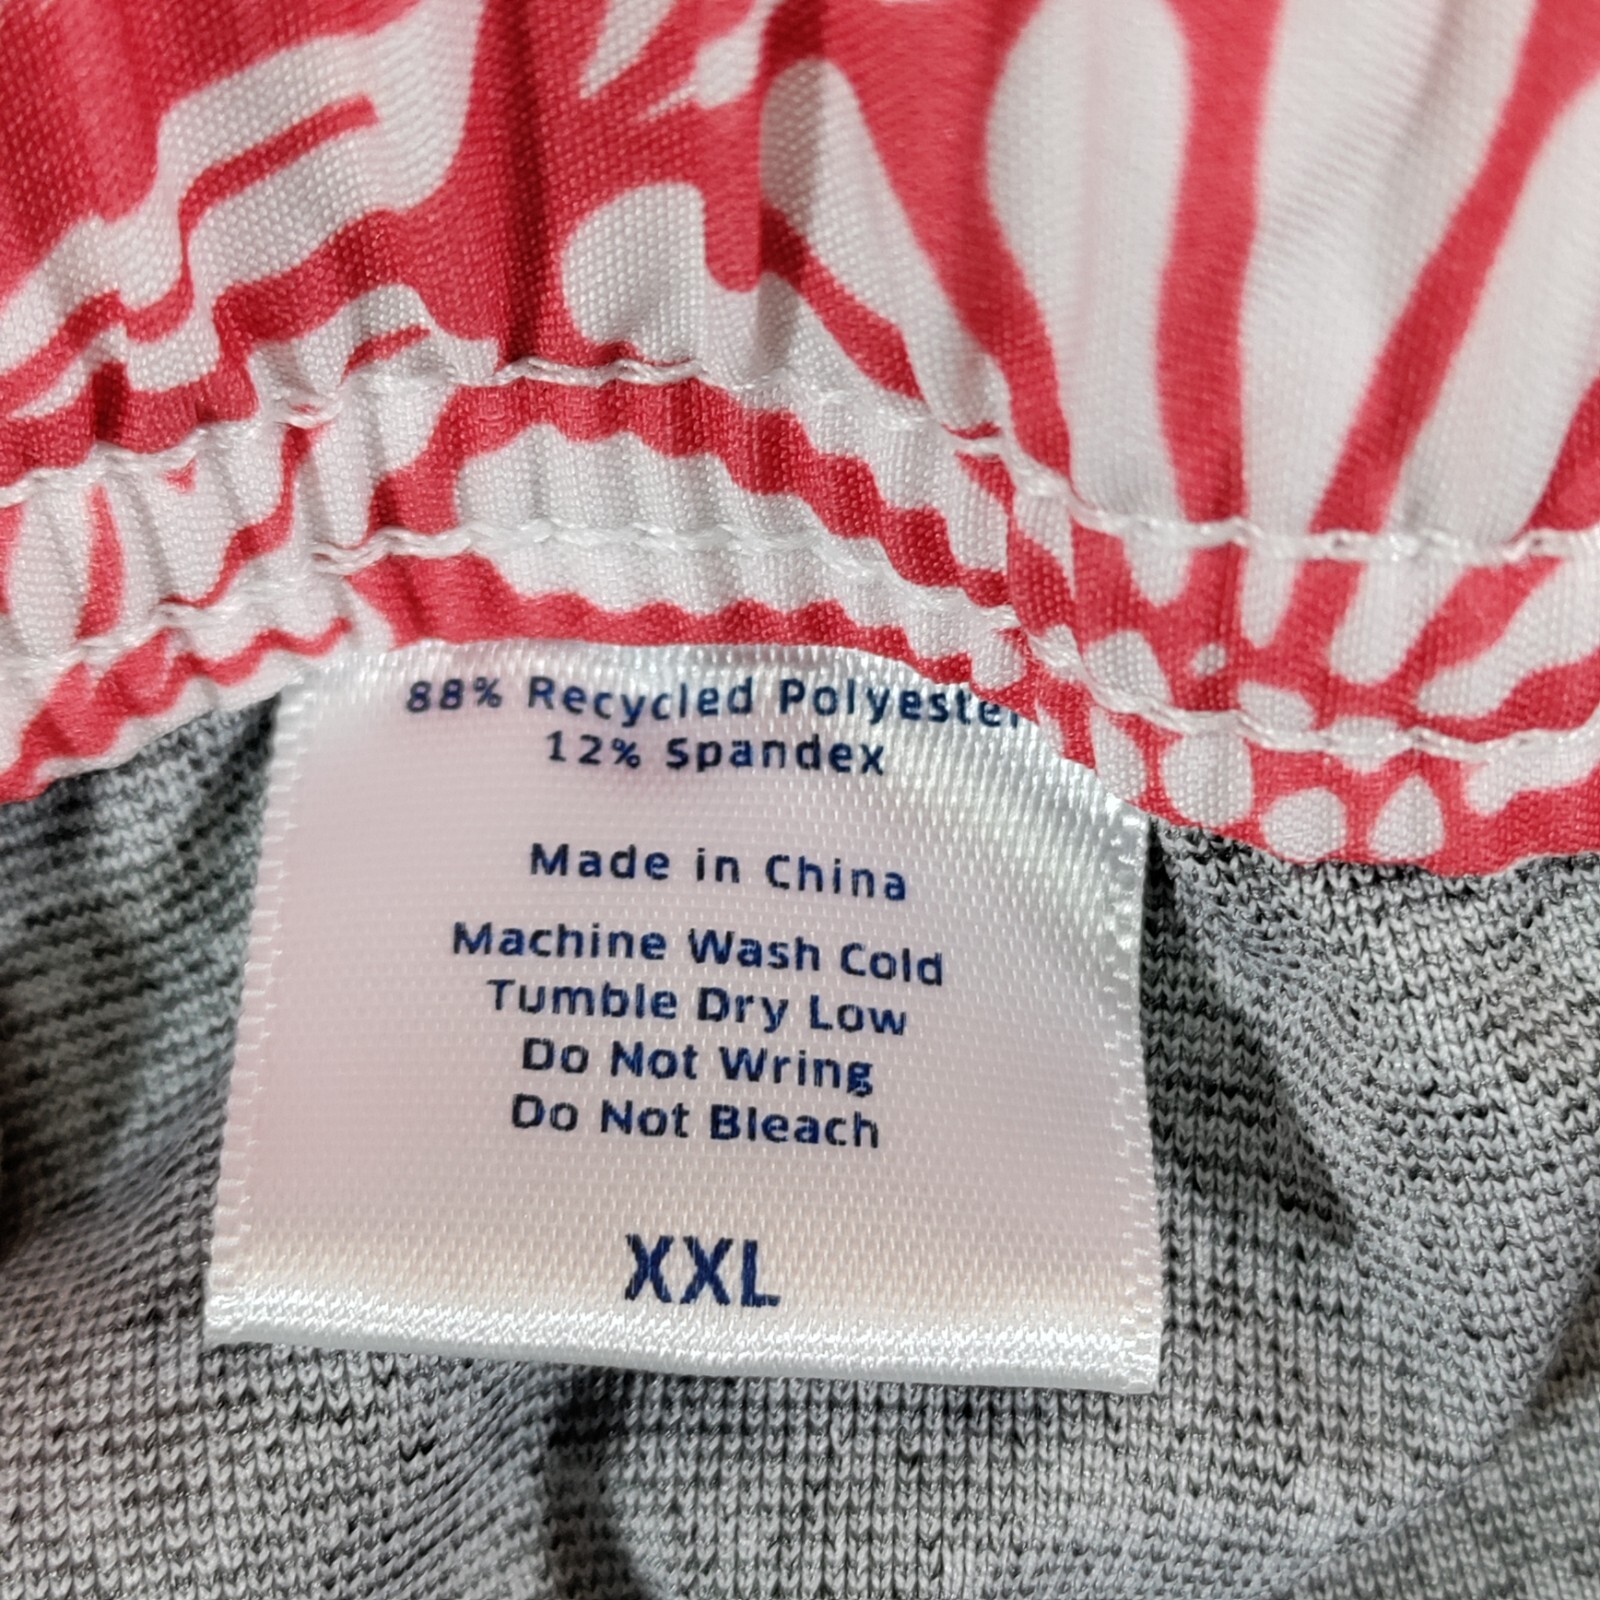 88% Recycled Polyester
12% Spandex
Made in China
Machine Wash Cold
Tumble Dry Low
Do Not Wring
Do Not Bleach
XXL